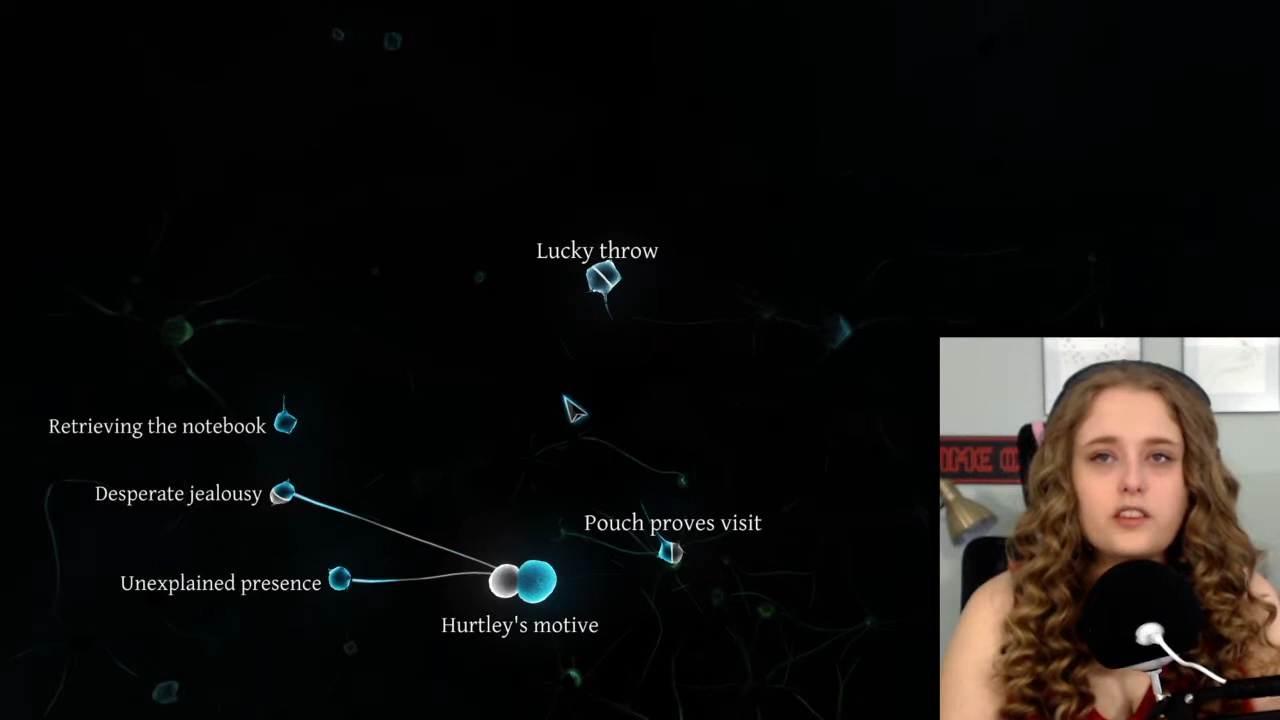 Lucky throw
Retrieving the notebook
Desperate jealousy
Pouch proves visit
Unexplained presence
Hurtley's motive